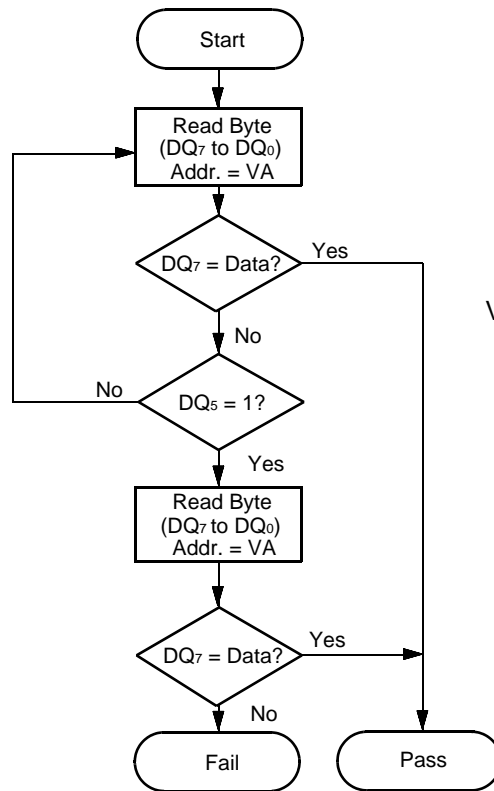 Start
Read Byte
(DQ7 to DQ0)
Addr. = VA
DQ7 = Data?
Yes
No
DQ5 = 1?
No
Yes
Read Byte
(DQ7 to DQ0)
Addr. = VA
DQ7 = Data?
Yes
No
Fail
Pass